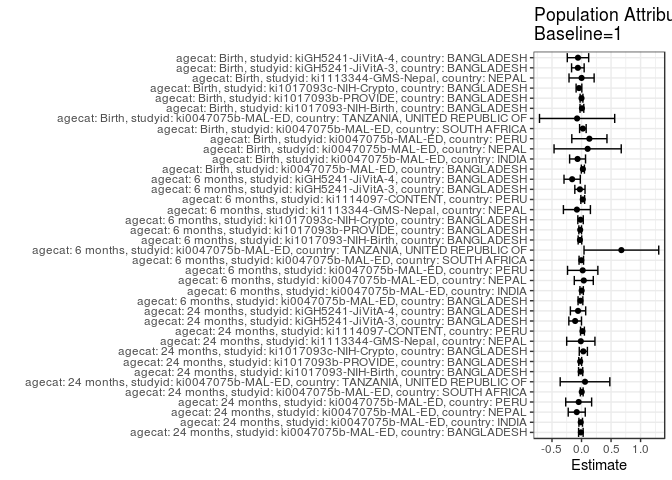 Population Attribu
Baseline=1
agecat: Birth, studyid: kiGH5241-JiVitA-4, country: BANGLADESH
agecat: Birth, studyid: kiGH5241-JiVitA-3, country: BANGLADESH
agecat: Birth, studyid: ki1113344-GMS-Nepal, country: NEPAL
agecat: Birth, studyid: ki1017093c-NIH-Crypto, country: BANGLADESH
agecat: Birth, studyid: ki1017093b-PROVIDE, country: BANGLADESH
agecat: Birth, studyid: ki1017093-NIH-Birth, country: BANGLADESH
agecat: Birth, studyid: ki0047075b-MAL-ED, country: TANZANIA, UNITED REPUBLIC OF
agecat: Birth, studyid: ki0047075b-MAL-ED, country: SOUTH AFRICA
agecat: Birth, studyid: ki0047075b-MAL-ED, country: PERU
agecat: Birth, studyid: ki0047075b-MAL-ED, country: NEPAL
agecat: Birth, studyid: ki0047075b-MAL-ED, country: INDIA
agecat: Birth, studyid: ki0047075b-MAL-ED, country: BANGLADESH
agecat: 6 months, studyid: kiGH5241-JiVitA-4, country: BANGLADESH
agecat: 6 months, studyid: kiGH5241-JiVitA-3, country: BANGLADESH
agecat: 6 months, studyid: ki1114097-CONTENT, country: PERU
agecat: 6 months, studyid: ki1113344-GMS-Nepal, country: NEPAL
agecat: 6 months, studyid: ki1017093c-NIH-Crypto, country: BANGLADESH
agecat: 6 months, studyid: ki1017093b-PROVIDE, country: BANGLADESH
agecat: 6 months, studyid: ki1017093-NIH-Birth, country: BANGLADESH
agecat: 6 months, studyid: ki0047075b-MAL-ED, country: TANZANIA, UNITED REPUBLIC OF
agecat: 6 months, studyid: ki0047075b-MAL-ED, country: SOUTH AFRICA
agecat: 6 months, studyid: ki0047075b-MAL-ED, country: PERU
agecat: 6 months, studyid: ki0047075b-MAL-ED, country: NEPAL
agecat: 6 months, studyid: ki0047075b-MAL-ED, country: INDIA
agecat: 6 months, studyid: ki0047075b-MAL-ED, country: BANGLADESH
agecat: 24 months, studyid: kiGH5241-JiVitA-4, country: BANGLADESH
agecat: 24 months, studyid: kiGH5241-JiVitA-3, country: BANGLADESH
agecat: 24 months, studyid: ki1114097-CONTENT, country: PERU
agecat: 24 months, studyid: ki1113344-GMS-Nepal, country: NEPAL
agecat: 24 months, studyid: ki1017093c-NIH-Crypto, country: BANGLADESH
agecat: 24 months, studyid: ki1017093b-PROVIDE, country: BANGLADESH
agecat: 24 months, studyid: ki1017093-NIH-Birth, country: BANGLADESH
agecat: 24 months, studyid: ki0047075b-MAL-ED, country: TANZANIA, UNITED REPUBLIC OF
agecat: 24 months, studyid: ki0047075b-MAL-ED, country: SOUTH AFRICA
agecat: 24 months, studyid: ki0047075b-MAL-ED, country: PERU
agecat: 24 months, studyid: ki0047075b-MAL-ED, country: NEPAL
agecat: 24 months, studyid: ki0047075b-MAL-ED, country: INDIA
agecat: 24 months, studyid: ki0047075b-MAL-ED, country: BANGLADESH
-0.5 0.0 0.5 1.0
Estimate